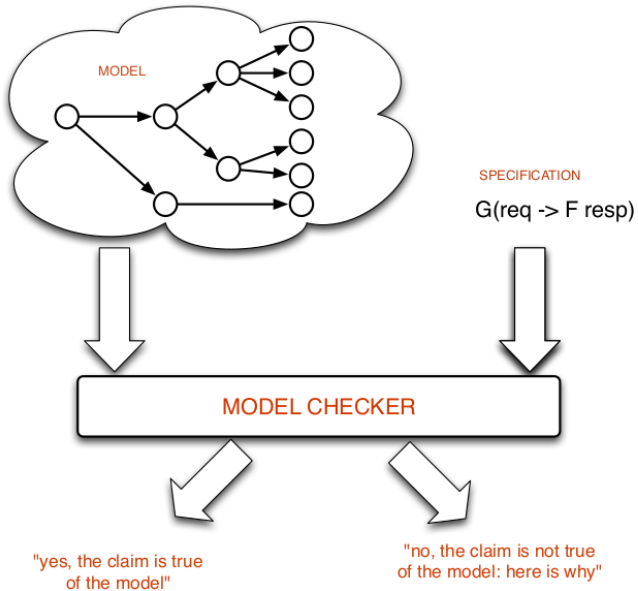 MODEL
SPECIFICATION
G(req -> F resp)
MODEL CHECKER
"yes, the claim is true
of the model"
"no, the claim is not true
of the model: here is why"